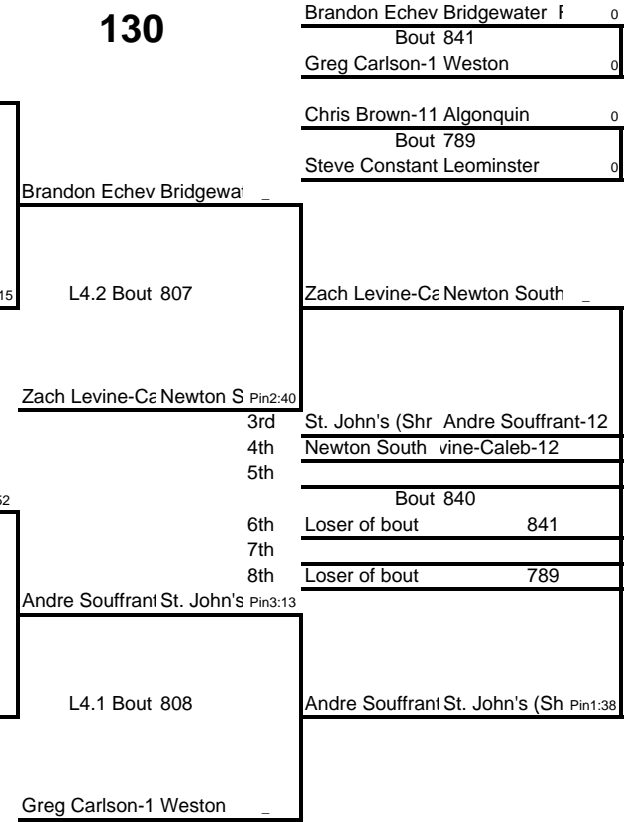 130
Brandon Echev Bridgewater 0
Bout 841
Greg Carlson-1 Weston 0
Chris Brown-11 Algonquin 0
Bout 789
Steve Constant Leominster 0
Brandon Echev Bridgewa _
15 L4.2 Bout 807 Zach Levine-Ca Newton South _
Zach Levine-Ca Newton S Pin2:40
3rd St. John's (Shr Andre Souffrant-12
4th Newton South vine-Caleb-12
5th
52 Bout 840
6th Loser of bout 841
7th
8th Loser of bout 789
Andre Souffrant St. John's Pin3:13
L4.1 Bout 808 Andre Souffrant St. John's (Sh Pin1:38
Greg Carlson-1 Weston _